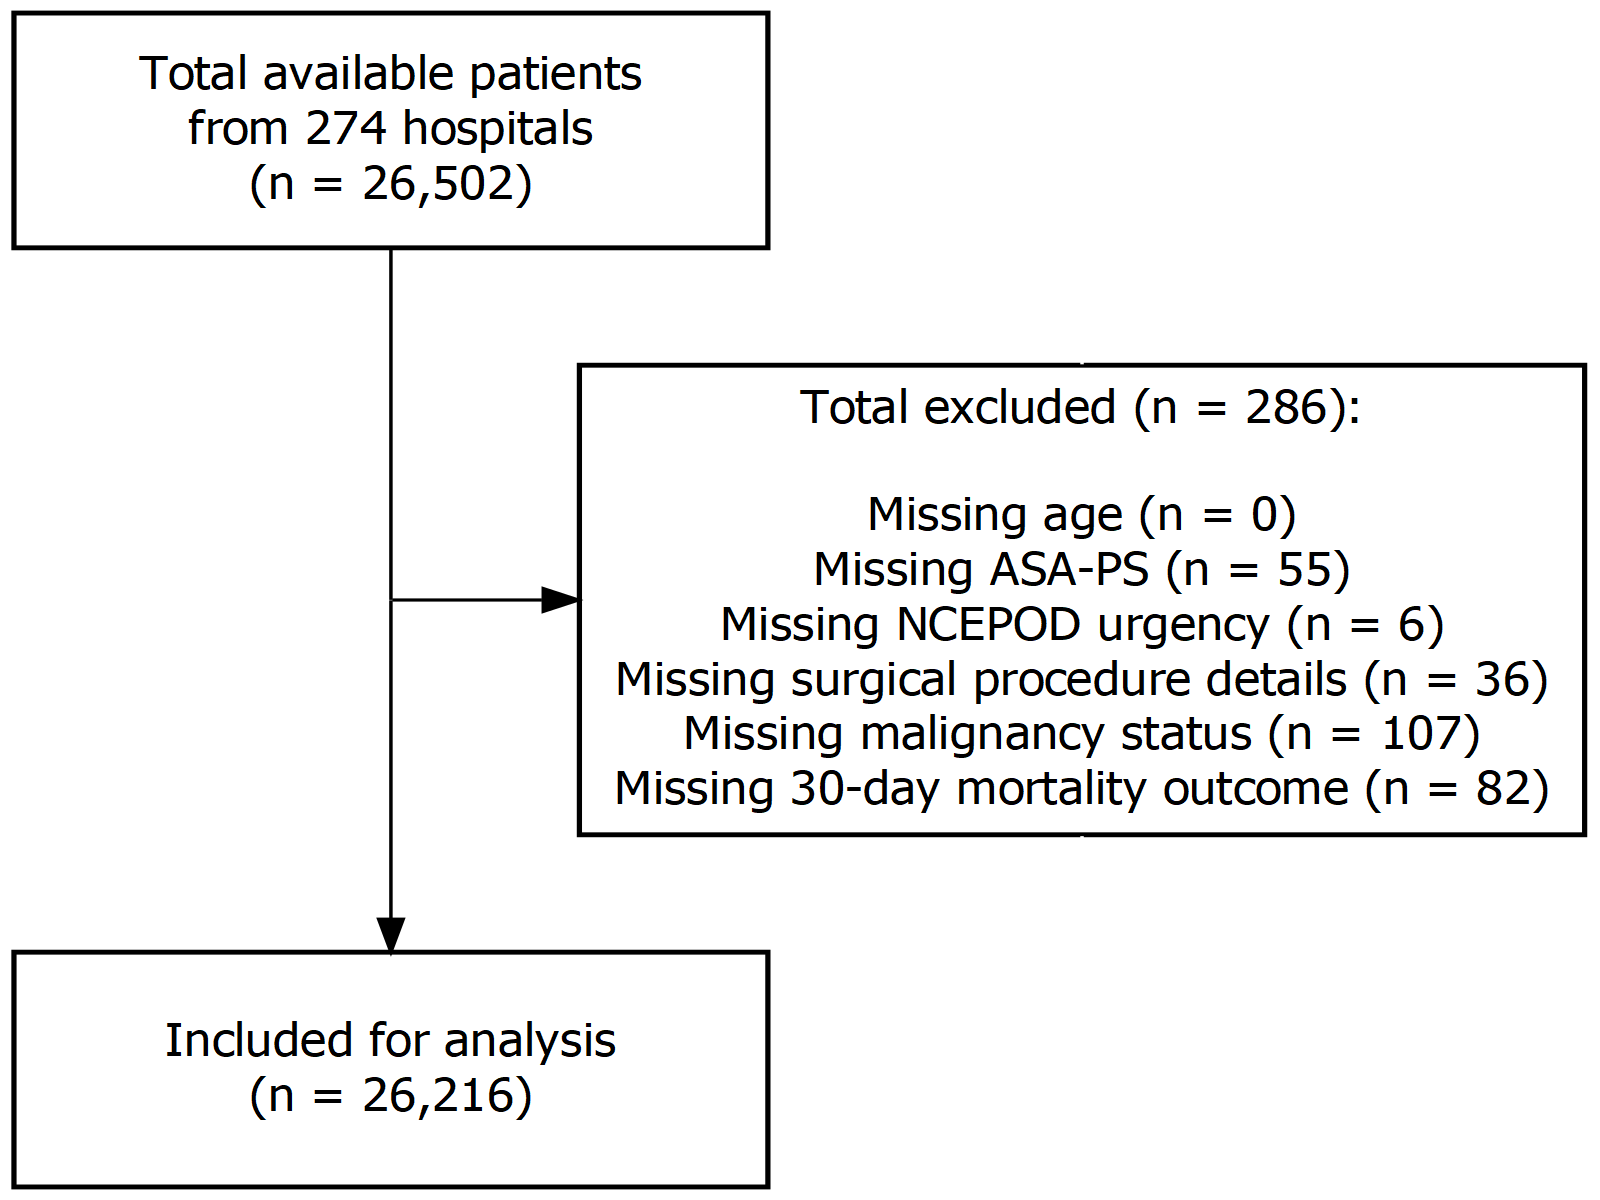 Total available patients
from 274 hospitals
(n = 26,502)
Total excluded (n = 286):
Missing age (n = 0)
Missing ASA-PS (n = 55)
Missing NCEPOD urgency (n = 6)
Missing surgical procedure details (n = 36)
Missing malignancy status (n = 107)
Missing 30-day mortality outcome (n = 82)
Included for analysis
(n = 26,216)